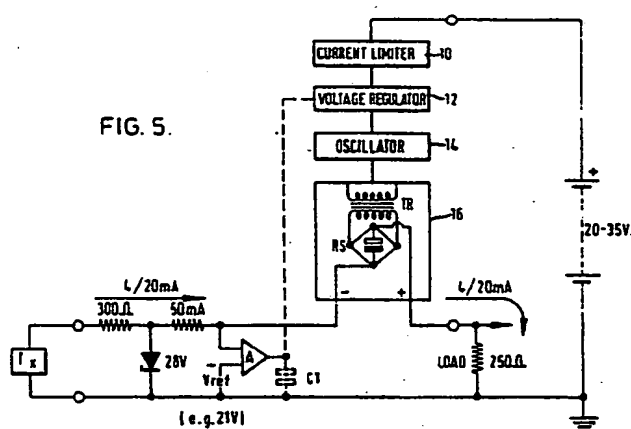 CURRENT LIMITER 10
VOLTAGE REGULATOR 12
FIG. 5.
OSCILLATOR 14
TR
16
RS
+
20-35V.
4/20mA
300Ω 50mA
- +
4/20mA
Tx
28V
A
Vref
C1
LOAD 250Ω
(e.g. 21V)